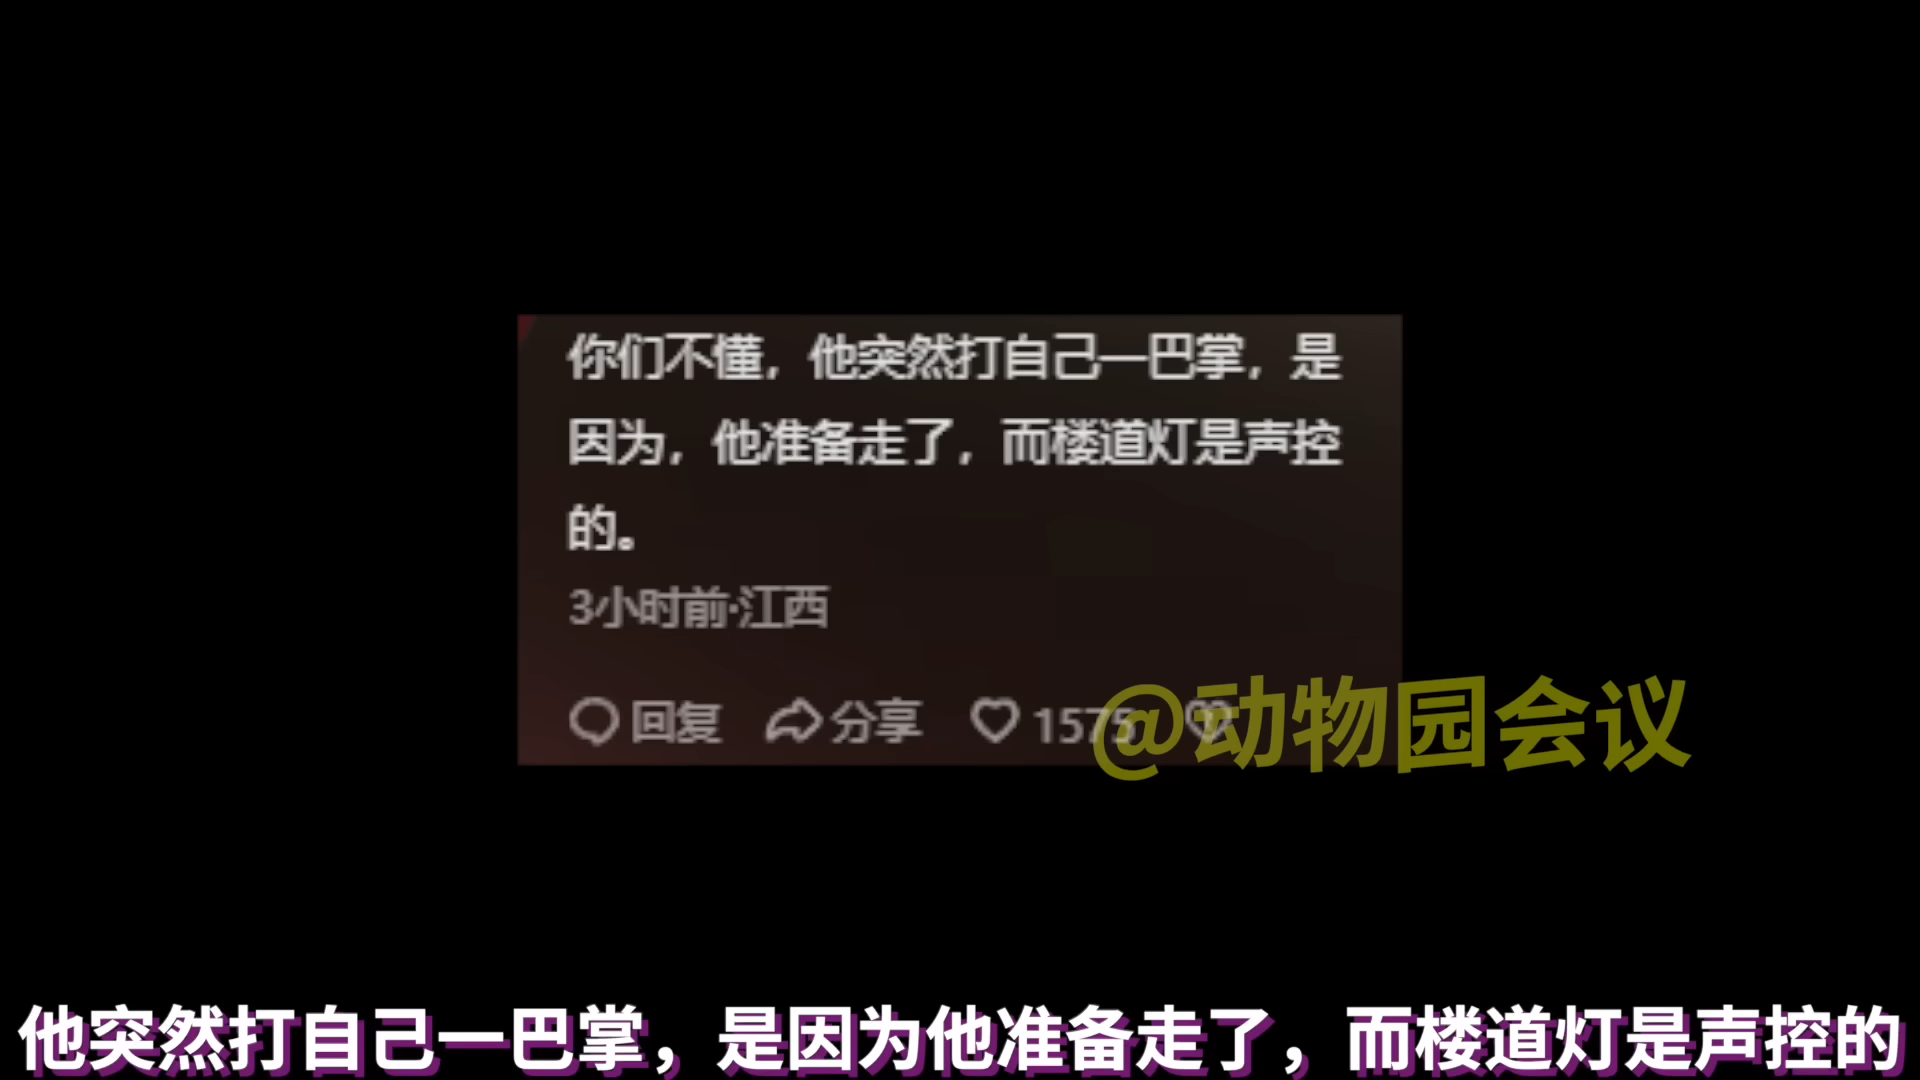 你们不懂，他突然打自己一巴掌，是
因为，他准备走了，而楼道灯是声控
的。
3小时前·江西
回复 分享 1575
@动物园会议
他突然打自己一巴掌，是因为他准备走了，而楼道灯是声控的